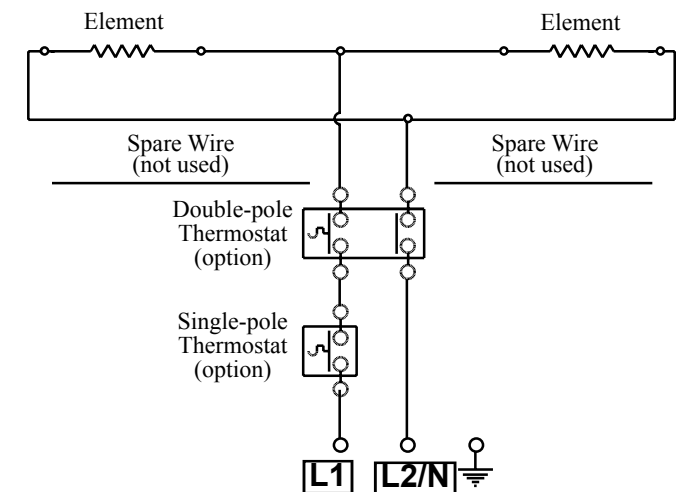 Element
Element
Spare Wire
(not used)
Spare Wire
(not used)
Double-pole
Thermostat
(option)
Single-pole
Thermostat
(option)
L1
L2/N